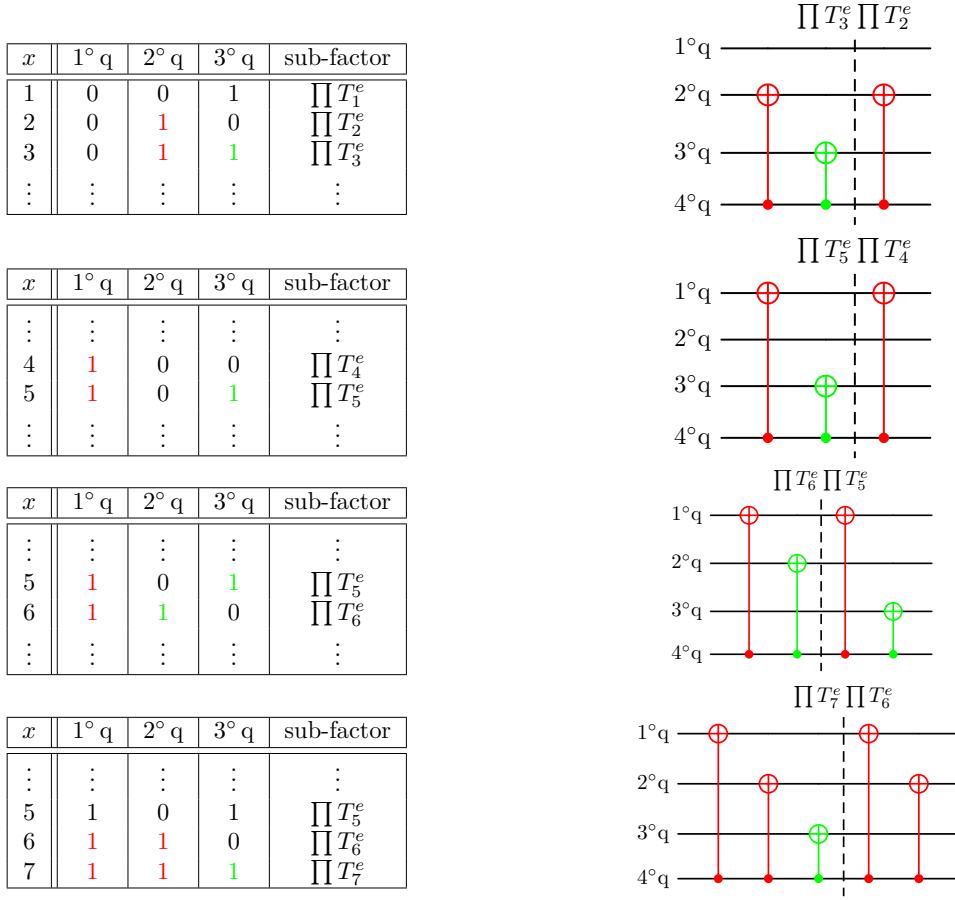 ∏ T_3^e ∏ T_2^e
x 1° q 2° q 3° q sub-factor
1 0 0 1 ∏ T_1^e
2 0 1 0 ∏ T_2^e
3 0 1 1 ∏ T_3^e
⋮ ⋮ ⋮ ⋮ ⋮
1°q
2°q
3°q
4°q
∏ T_5^e ∏ T_4^e
x 1° q 2° q 3° q sub-factor
⋮ ⋮ ⋮ ⋮ ⋮
4 1 0 0 ∏ T_4^e
5 1 0 1 ∏ T_5^e
⋮ ⋮ ⋮ ⋮ ⋮
1°q
2°q
3°q
4°q
∏ T_6^e ∏ T_5^e
x 1° q 2° q 3° q sub-factor
⋮ ⋮ ⋮ ⋮ ⋮
5 1 0 1 ∏ T_5^e
6 1 1 0 ∏ T_6^e
⋮ ⋮ ⋮ ⋮ ⋮
1°q
2°q
3°q
4°q
∏ T_7^e ∏ T_6^e
x 1° q 2° q 3° q sub-factor
⋮ ⋮ ⋮ ⋮ ⋮
5 1 0 1 ∏ T_5^e
6 1 1 0 ∏ T_6^e
7 1 1 1 ∏ T_7^e
1°q
2°q
3°q
4°q